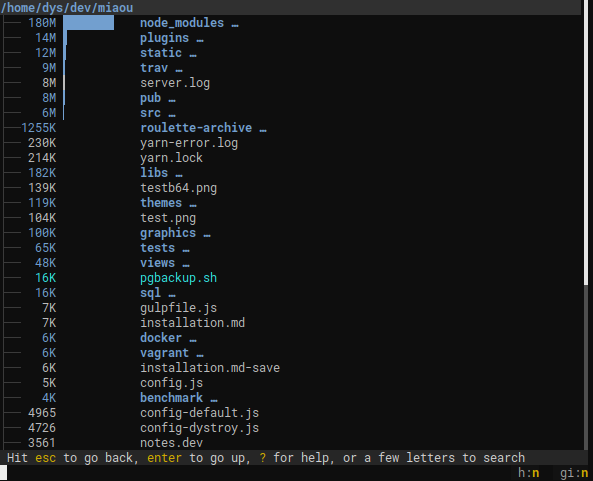 /home/dys/dev/miaou
180M node_modules …
14M plugins …
12M static …
9M trav …
8M server.log
8M pub …
6M src …
1255K roulette-archive …
230K yarn-error.log
214K yarn.lock
182K libs …
139K testb64.png
119K themes …
104K test.png
100K graphics …
65K tests …
48K views …
16K pgbackup.sh
16K sql …
7K gulpfile.js
7K installation.md
6K docker …
6K vagrant …
6K installation.md-save
5K config.js
4K benchmark …
4965 config-default.js
4726 config-dystroy.js
3561 notes.dev
Hit esc to go back, enter to go up, ? for help, or a few letters to search
h:n gi:n